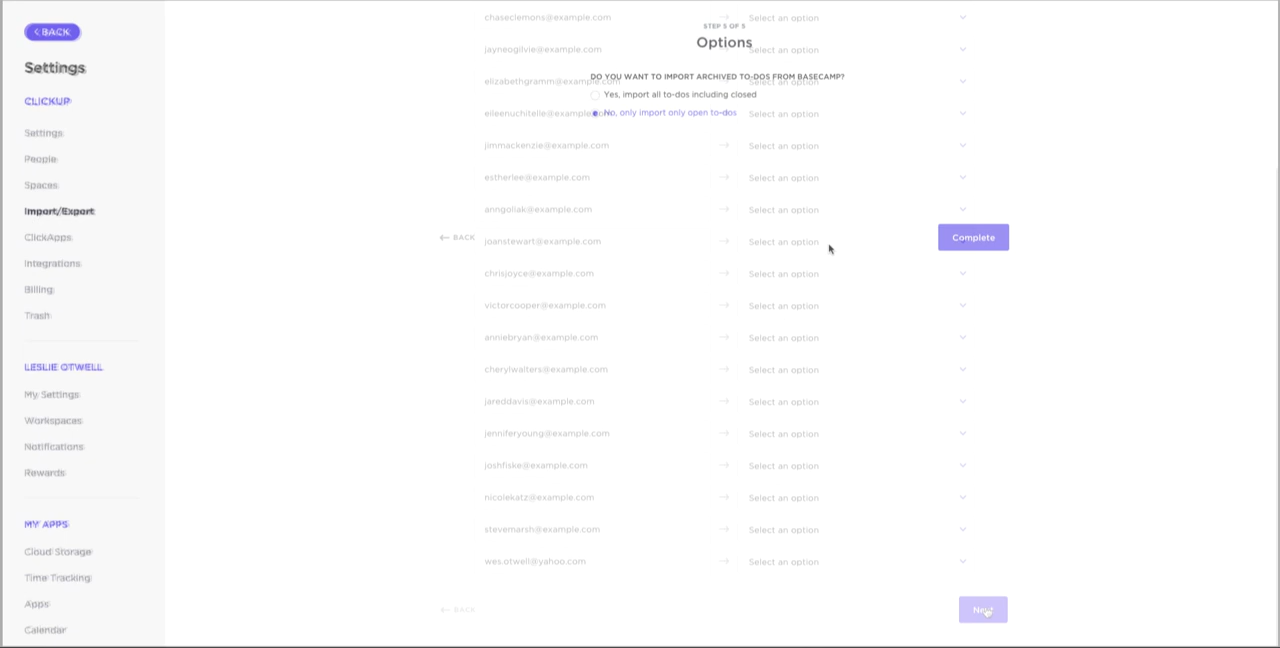 BACK
Settings
CLICKUP
Settings
People
Spaces
Import/Export
ClickApps
Integrations
Billing
Trash
LESLIE OTWELL
My Settings
Workspaces
Notifications
Rewards
MY APPS
Cloud Storage
Time Tracking
Apps
Calendar
STEP 5 OF 5
Options
DO YOU WANT TO IMPORT ARCHIVED TO-DOS FROM BASECAMP?
Yes, import all to-dos including closed
No, only import only open to-dos
BACK
Complete
chaseclemons@example.com Select an option
jayneogilvie@example.com Select an option
elizabethgramm@example.com Select an option
eileenuchitelle@example.com Select an option
jimmackenzie@example.com Select an option
estherlee@example.com Select an option
anngoliak@example.com Select an option
joanstewart@example.com Select an option
chrisjoyce@example.com Select an option
victorcooper@example.com Select an option
anniebryan@example.com Select an option
cherylwalters@example.com Select an option
jareddavis@example.com Select an option
jenniferyoung@example.com Select an option
joshfiske@example.com Select an option
nicolekatz@example.com Select an option
stevemarsh@example.com Select an option
wes.otwell@yahoo.com Select an option
BACK
Next